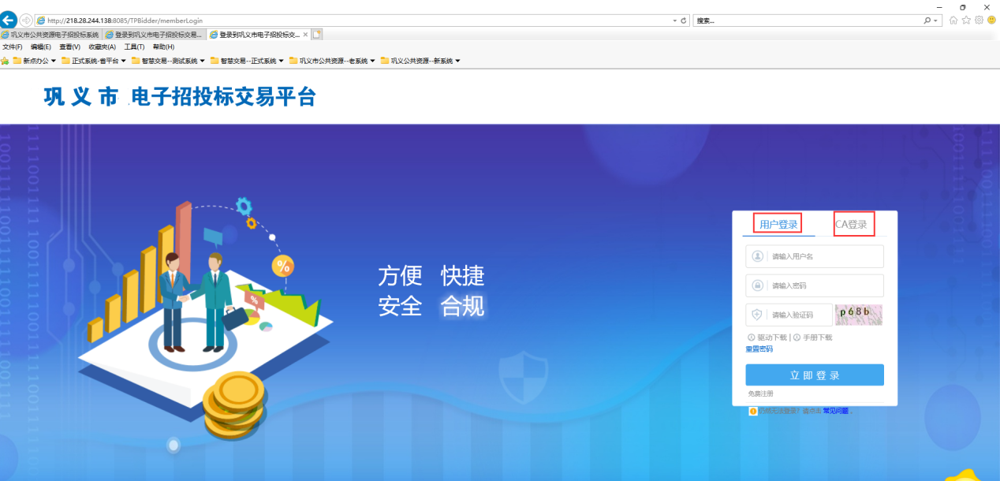 http://218.28.244.138:8085/TPBidder/memberLogin
搜索...
巩义市公共资源电子招投标系统
登录到巩义市电子招投标交易...
登录到巩义市电子招投标交...
文件(F) 编辑(E) 查看(V) 收藏夹(A) 工具(T) 帮助(H)
新点办公 正式系统-省平台 智慧交易--测试系统 智慧交易--正式系统 巩义市公共资源--老系统 巩义公共资源--新系统
巩义市 电子招投标交易平台
用户登录 CA登录
请输入用户名
请输入密码
请输入验证码 p68b
驱动下载 | 手册下载
重置密码
立即登录
免费注册
仍然无法登录？请点击 常见问题 。
方便 快捷
安全 合规
%
%